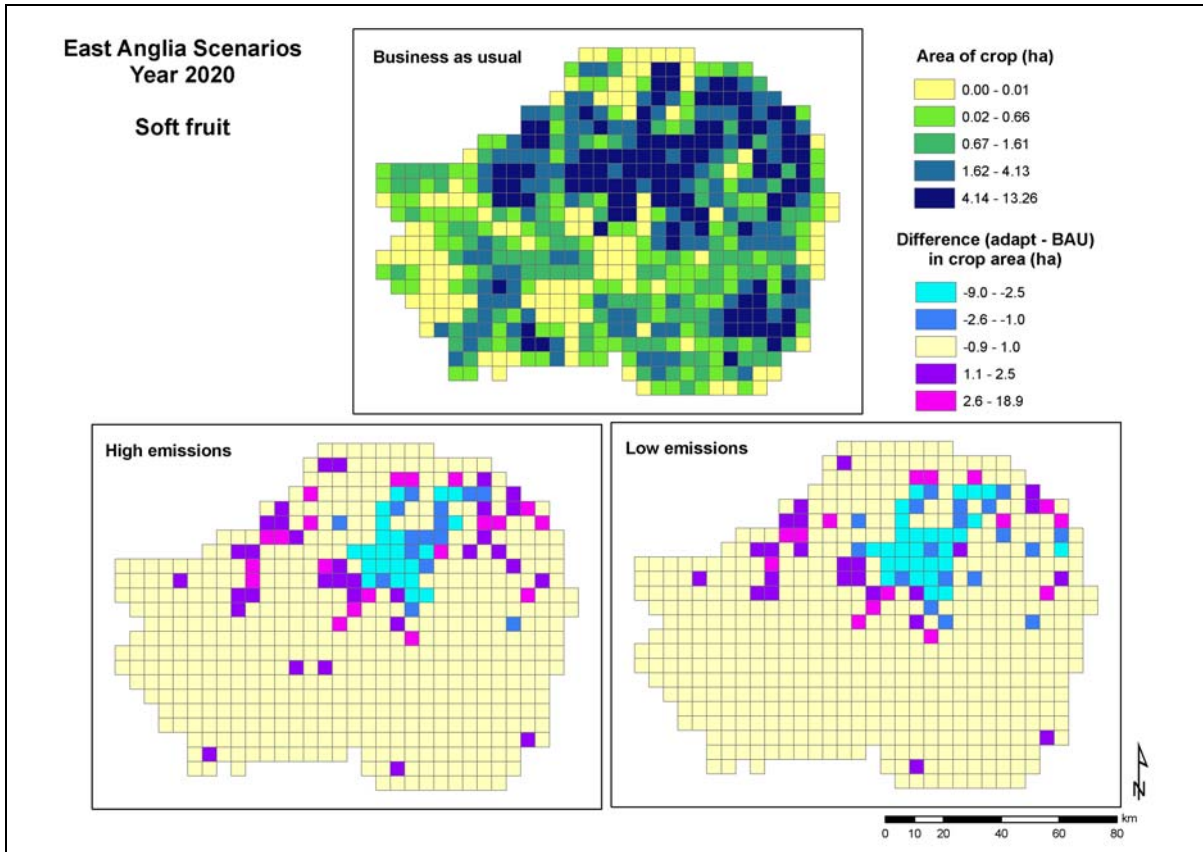 East Anglia Scenarios
Year 2020
Soft fruit
Business as usual
Area of crop (ha)
0.00 - 0.01
0.02 - 0.66
0.67 - 1.61
1.62 - 4.13
4.14 - 13.26
Difference (adapt - BAU)
in crop area (ha)
-9.0 - -2.5
-2.6 - -1.0
-0.9 - 1.0
1.1 - 2.5
2.6 - 18.9
High emissions
Low emissions
N
km
0 10 20 40 60 80